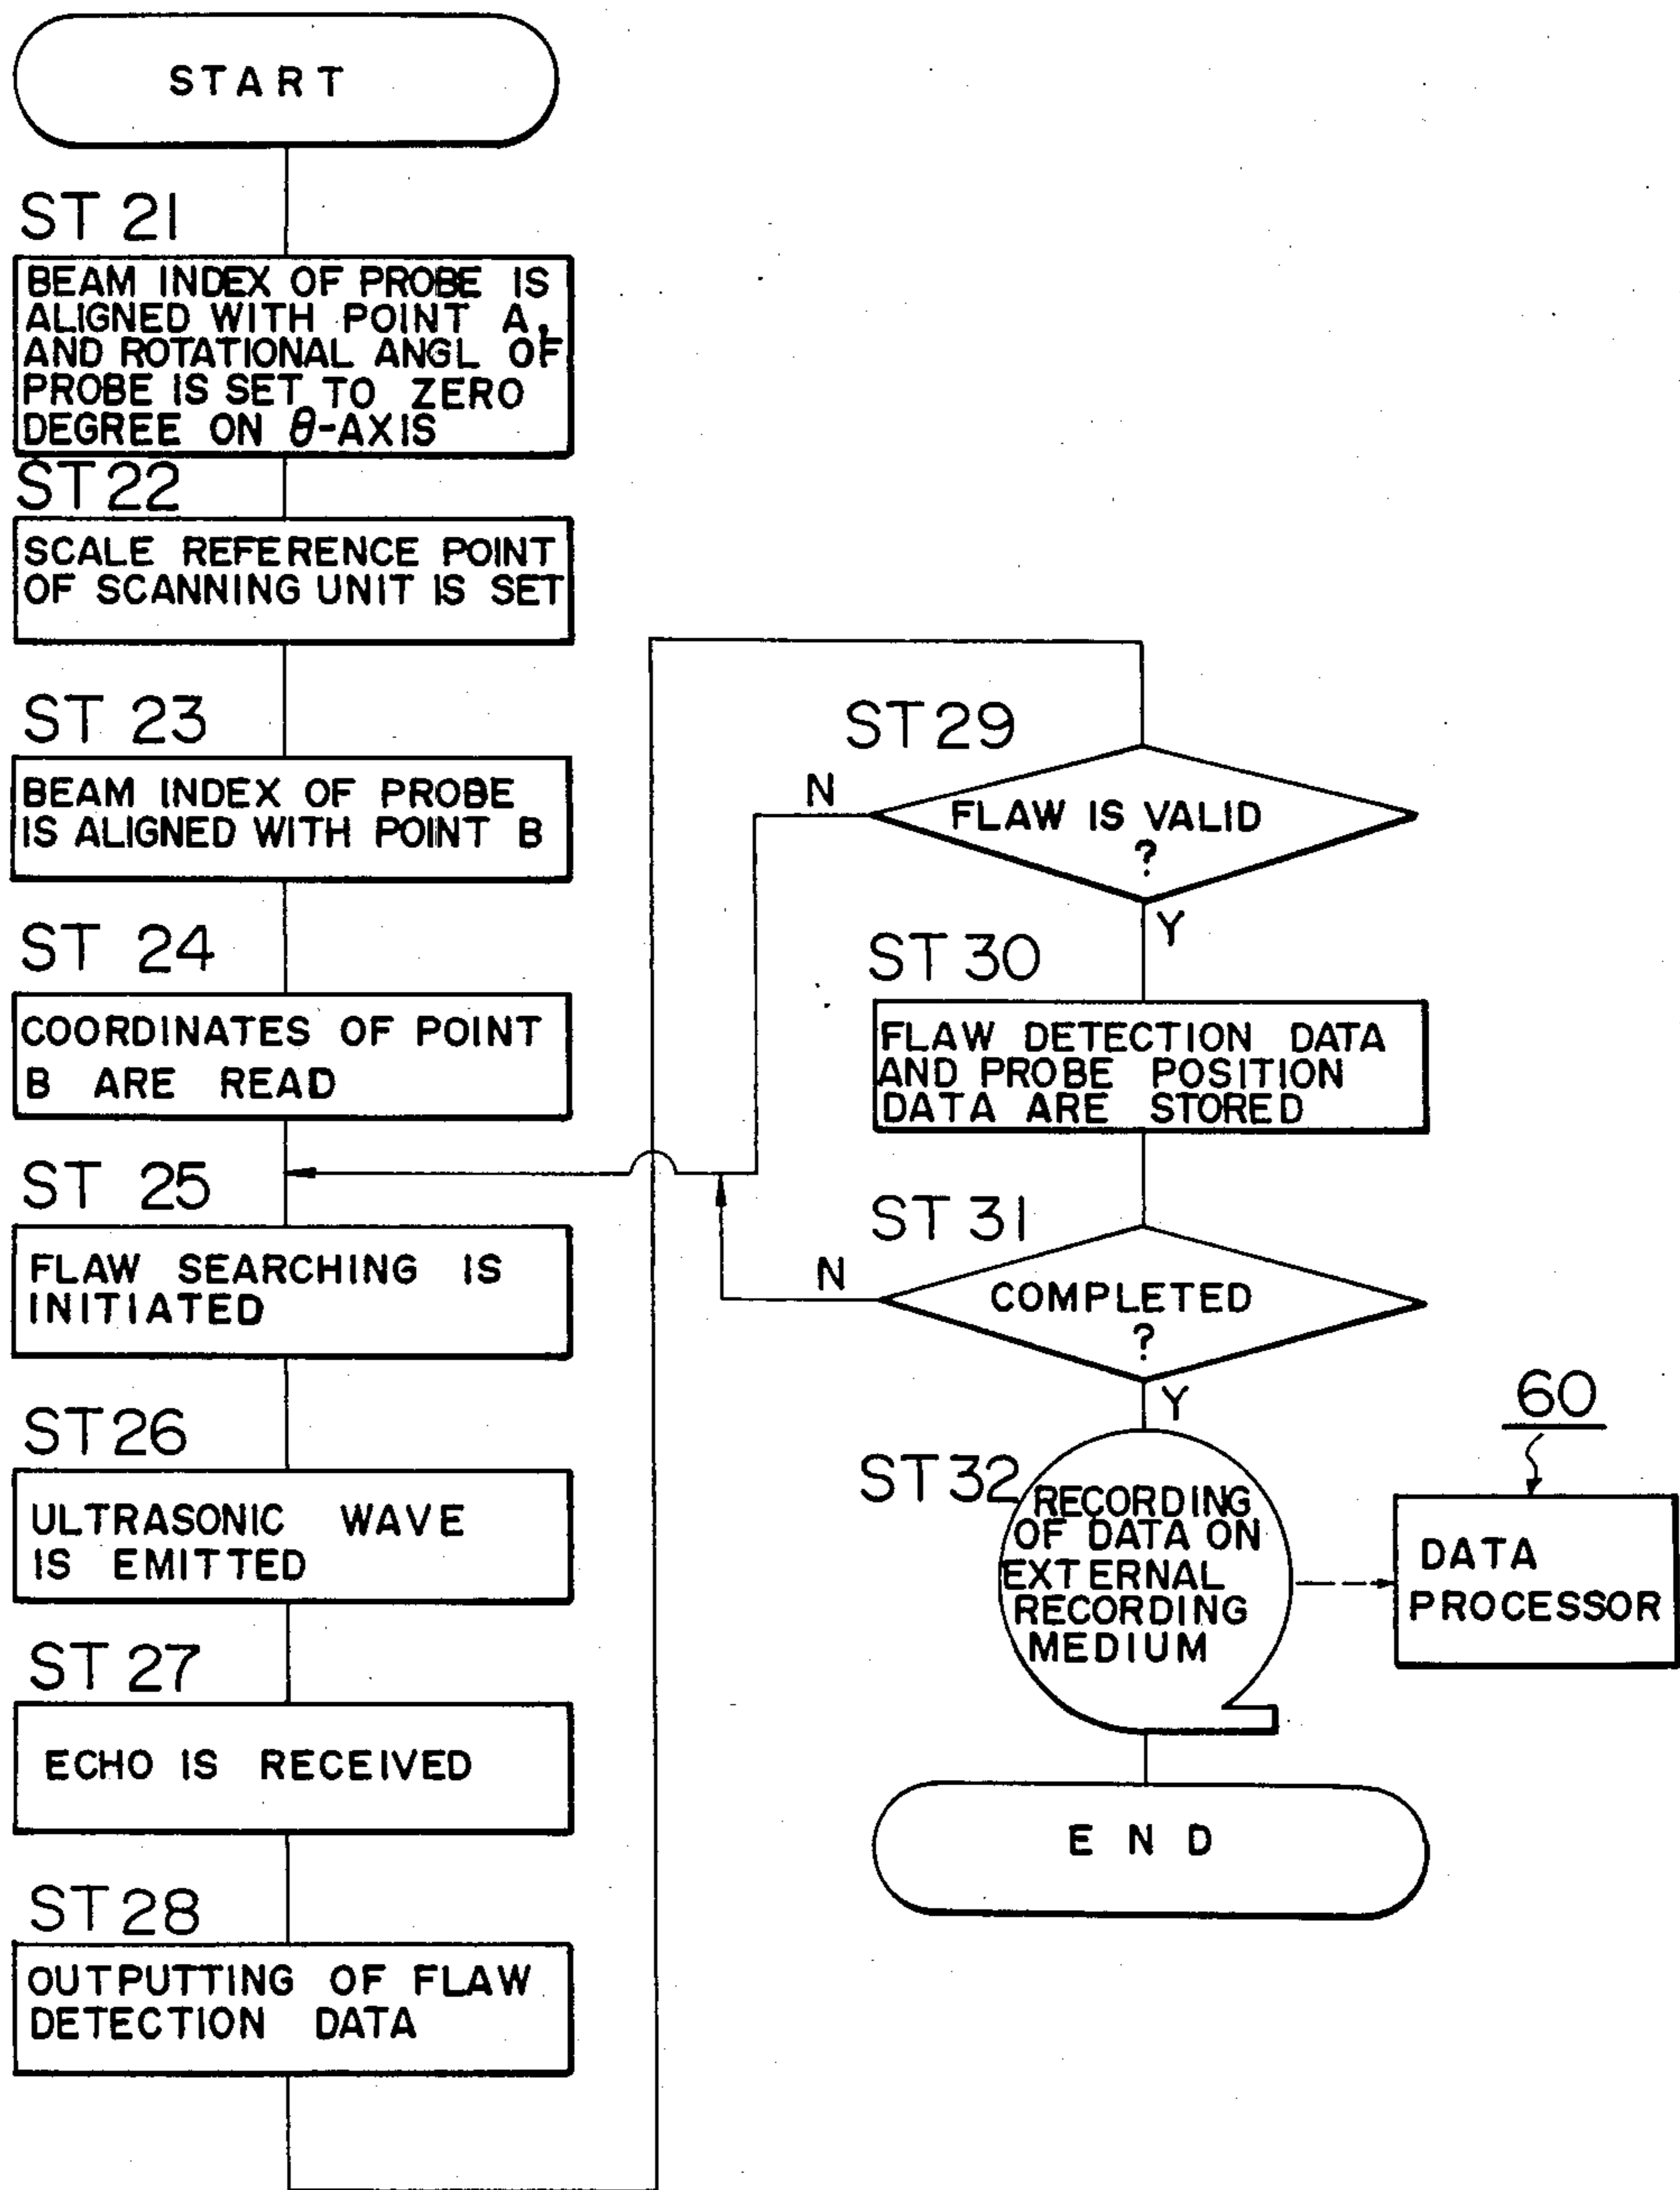 START
ST 21
BEAM INDEX OF PROBE IS
ALIGNED WITH POINT A,
AND ROTATIONAL ANGL OF
PROBE IS SET TO ZERO
DEGREE ON θ-AXIS
ST 22
SCALE REFERENCE POINT
OF SCANNING UNIT IS SET
ST 23
BEAM INDEX OF PROBE
IS ALIGNED WITH POINT B
ST 24
COORDINATES OF POINT
B ARE READ
ST 25
FLAW SEARCHING IS
INITIATED
ST 26
ULTRASONIC WAVE
IS EMITTED
ST 27
ECHO IS RECEIVED
ST 28
OUTPUTTING OF FLAW
DETECTION DATA
ST 29
N
FLAW IS VALID
?
Y
ST 30
FLAW DETECTION DATA
AND PROBE POSITION
DATA ARE STORED
ST 31
N
COMPLETED
?
Y
ST 32
RECORDING
OF DATA ON
EXTERNAL
RECORDING
MEDIUM
60
DATA
PROCESSOR
END